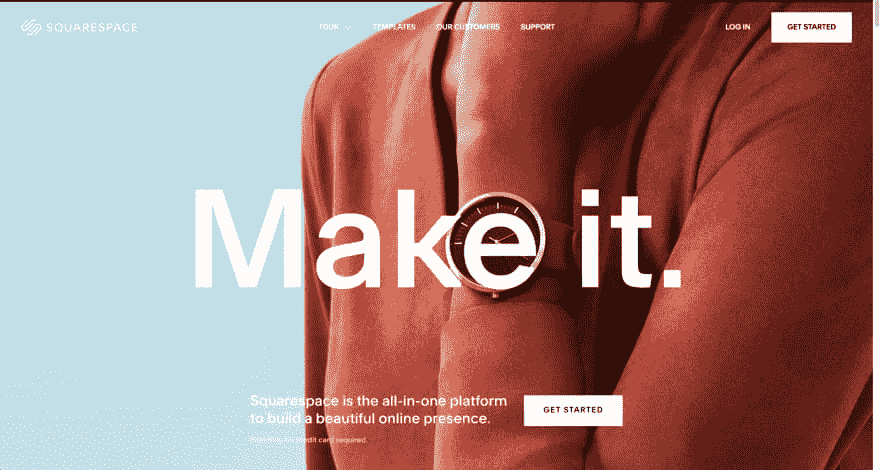 SQUARESPACE
TOUR
TEMPLATES
OUR CUSTOMERS
SUPPORT
LOG IN
GET STARTED
Make it.
Squarespace is the all-in-one platform
to build a beautiful online presence.
GET STARTED
credit card required.